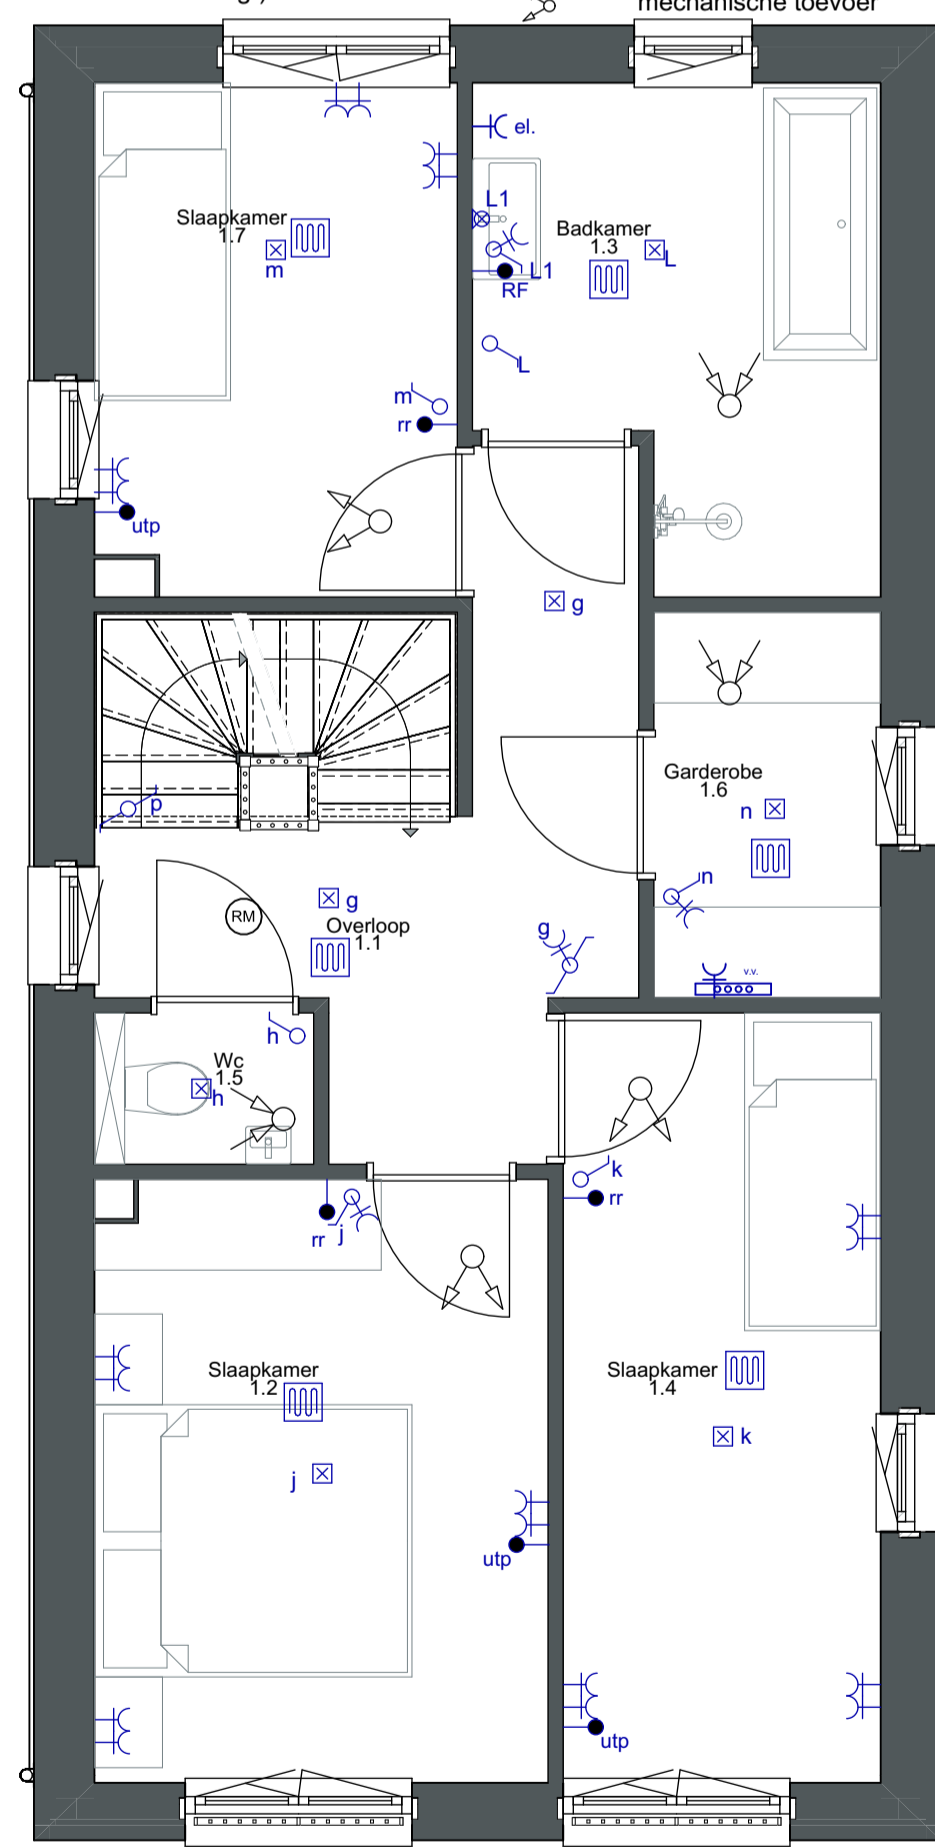 mechanische toevoer
el.
L1
Slaapkamer
1.7
m
Badkamer
1.3
L
L1
RF
L
m
rr
utp
g
p
Garderobe
1.6
n
n
g
RM
Overloop
1.1
g
v.v.
h
Wc
1.5
h
k
rr
rr
j
Slaapkamer
1.2
Slaapkamer
1.4
k
j
utp
utp